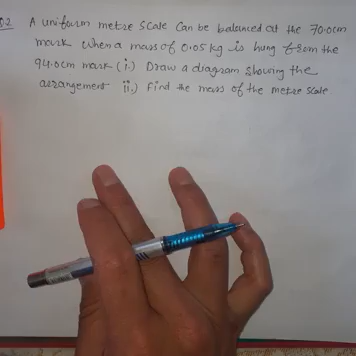 Q.2 A uniform metre scale can be balanced at the 70.0cm
mark when a mass of 0.05 kg is hung from the
94.0cm mark (i.) Draw a diagram showing the
arrangement ii.) Find the mass of the metre scale